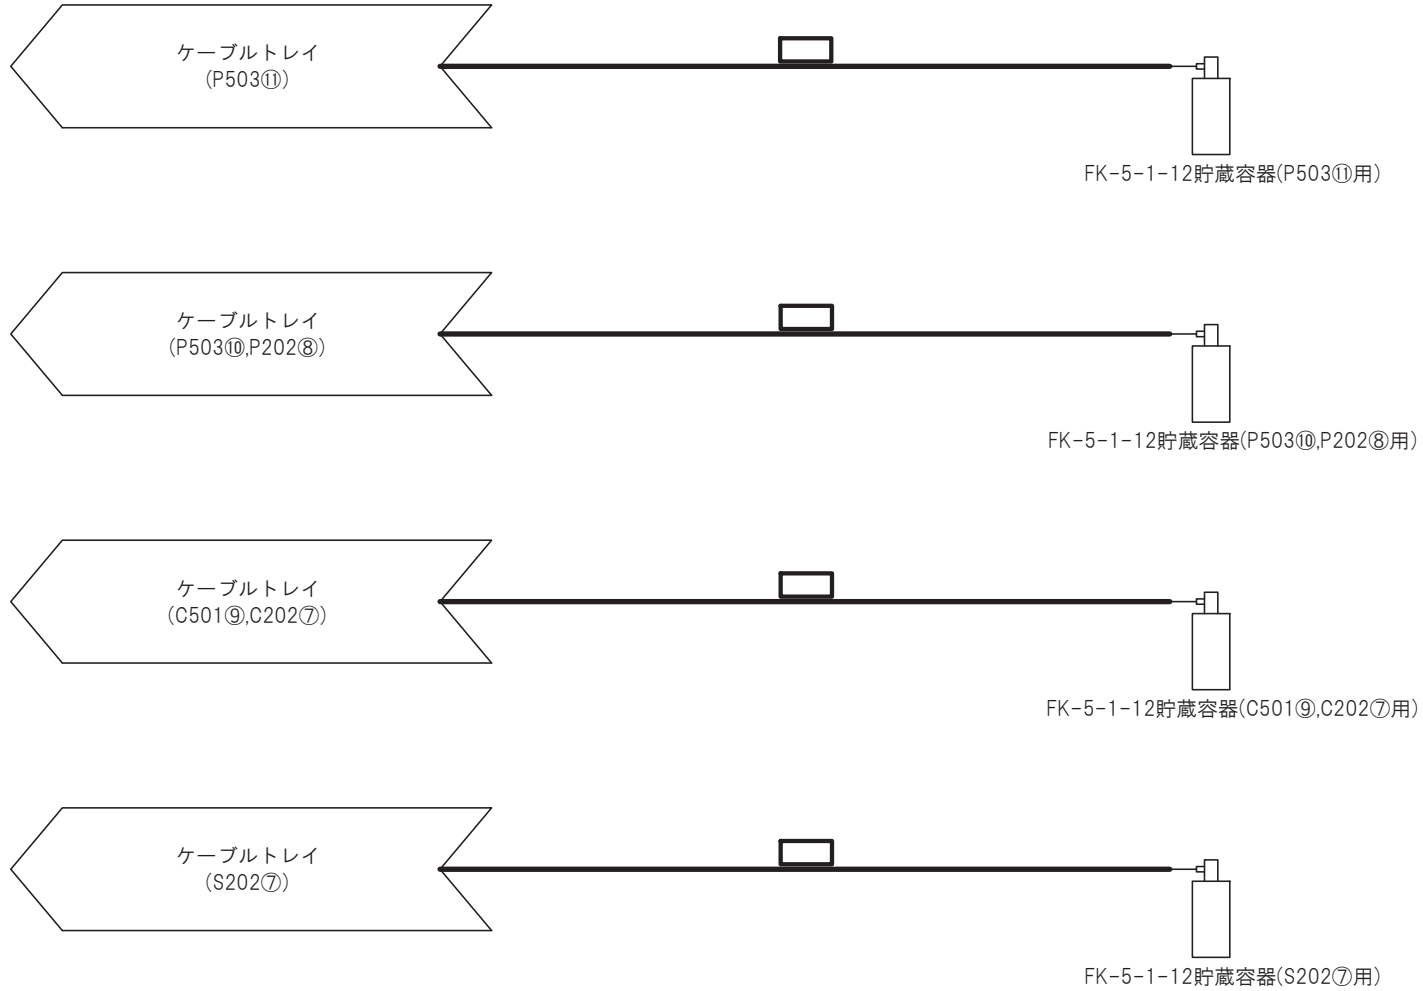 ケーブルトレイ
(P503⑪)
FK-5-1-12貯蔵容器(P503⑪用)
ケーブルトレイ
(P503⑩,P202⑧)
FK-5-1-12貯蔵容器(P503⑩,P202⑧用)
ケーブルトレイ
(C501⑨,C202⑦)
FK-5-1-12貯蔵容器(C501⑨,C202⑦用)
ケーブルトレイ
(S202⑦)
FK-5-1-12貯蔵容器(S202⑦用)